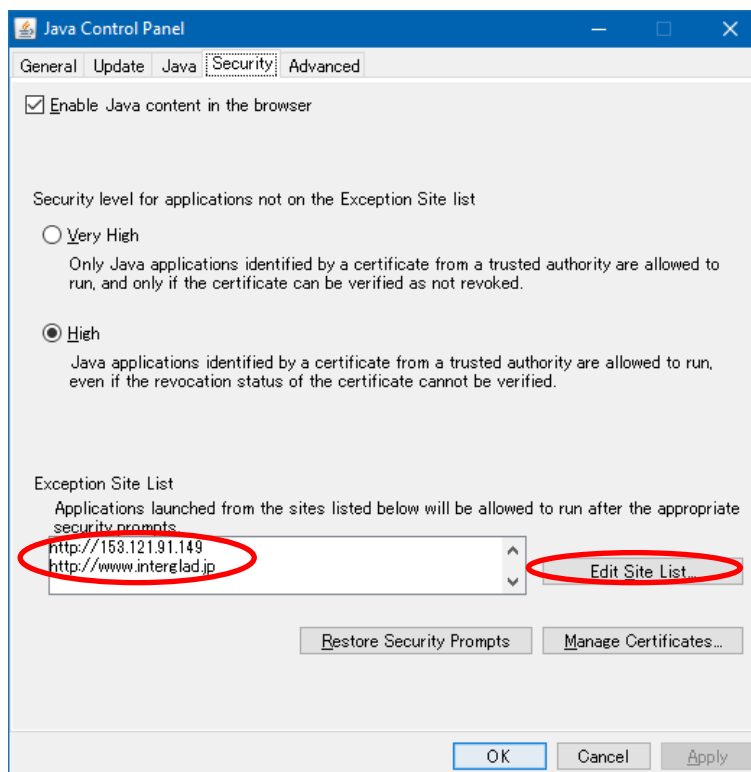 Java Control Panel
General Update Java Security Advanced
Enable Java content in the browser
Security level for applications not on the Exception Site list
Very High
Only Java applications identified by a certificate from a trusted authority are allowed to
run, and only if the certificate can be verified as not revoked.
High
Java applications identified by a certificate from a trusted authority are allowed to run,
even if the revocation status of the certificate cannot be verified.
Exception Site List
Applications launched from the sites listed below will be allowed to run after the appropriate
security prompts.
http://153.121.91.149
http://www.interglad.jp
Edit Site List...
Restore Security Prompts Manage Certificates...
OK Cancel Apply